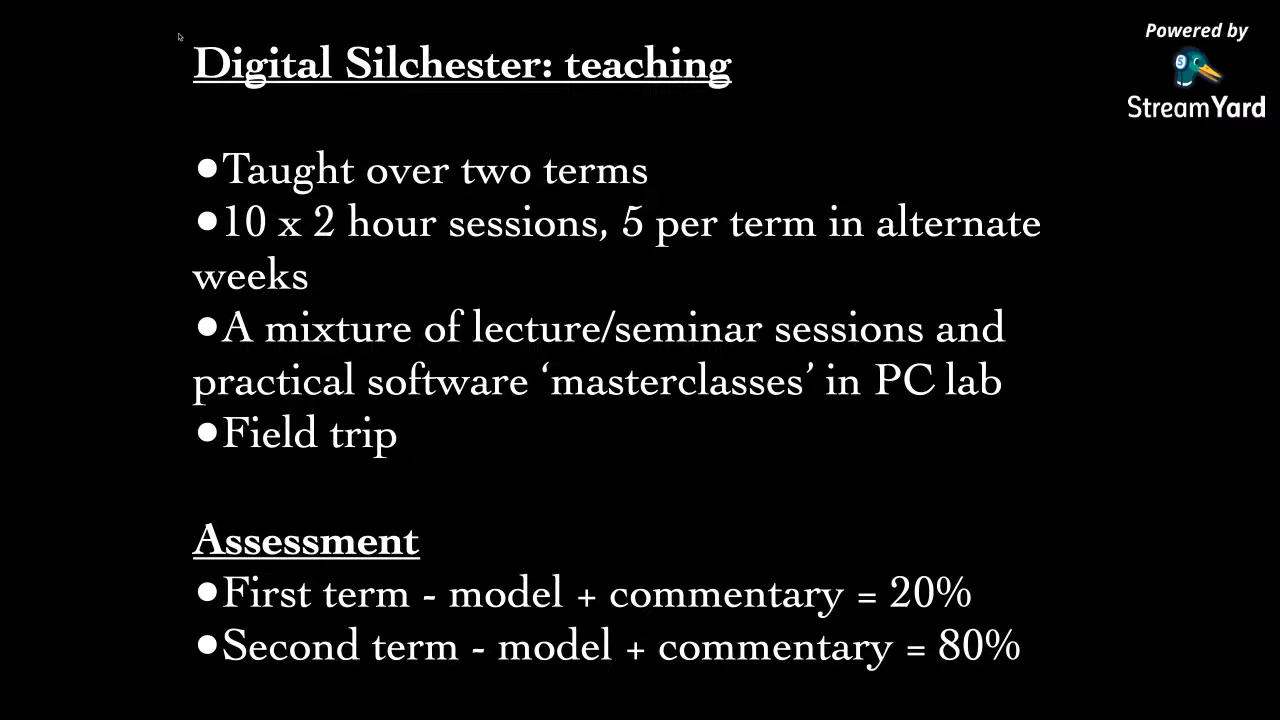 Powered by
StreamYard
Digital Silchester: teaching
●Taught over two terms
●10 x 2 hour sessions, 5 per term in alternate
weeks
●A mixture of lecture/seminar sessions and
practical software ‘masterclasses’ in PC lab
●Field trip
Assessment
●First term - model + commentary = 20%
●Second term - model + commentary = 80%